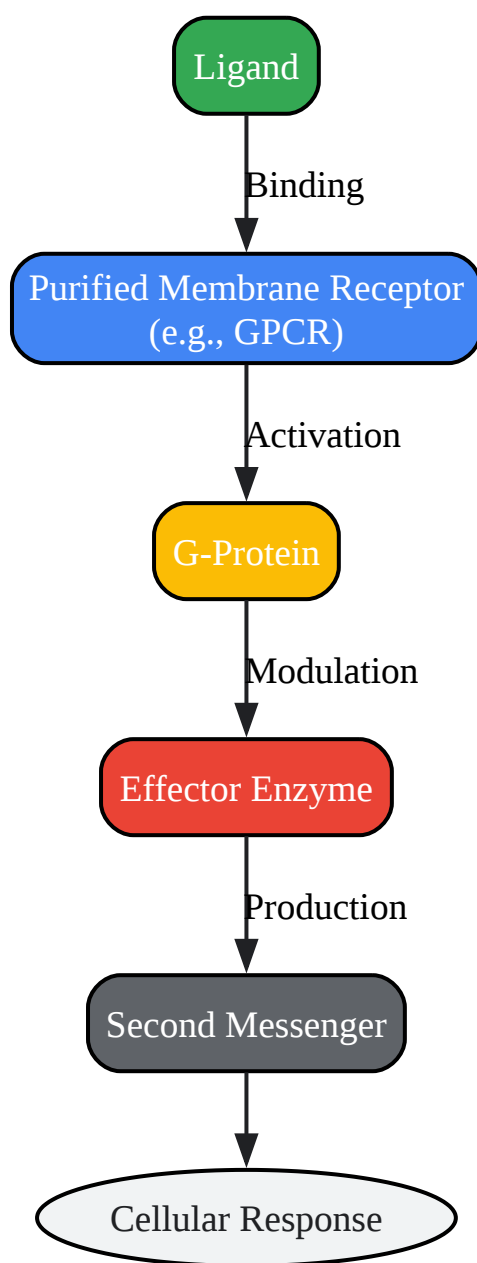 Ligand
Binding
Purified Membrane Receptor
(e.g., GPCR)
Activation
G-Protein
Modulation
Effector Enzyme
Production
Second Messenger
Cellular Response